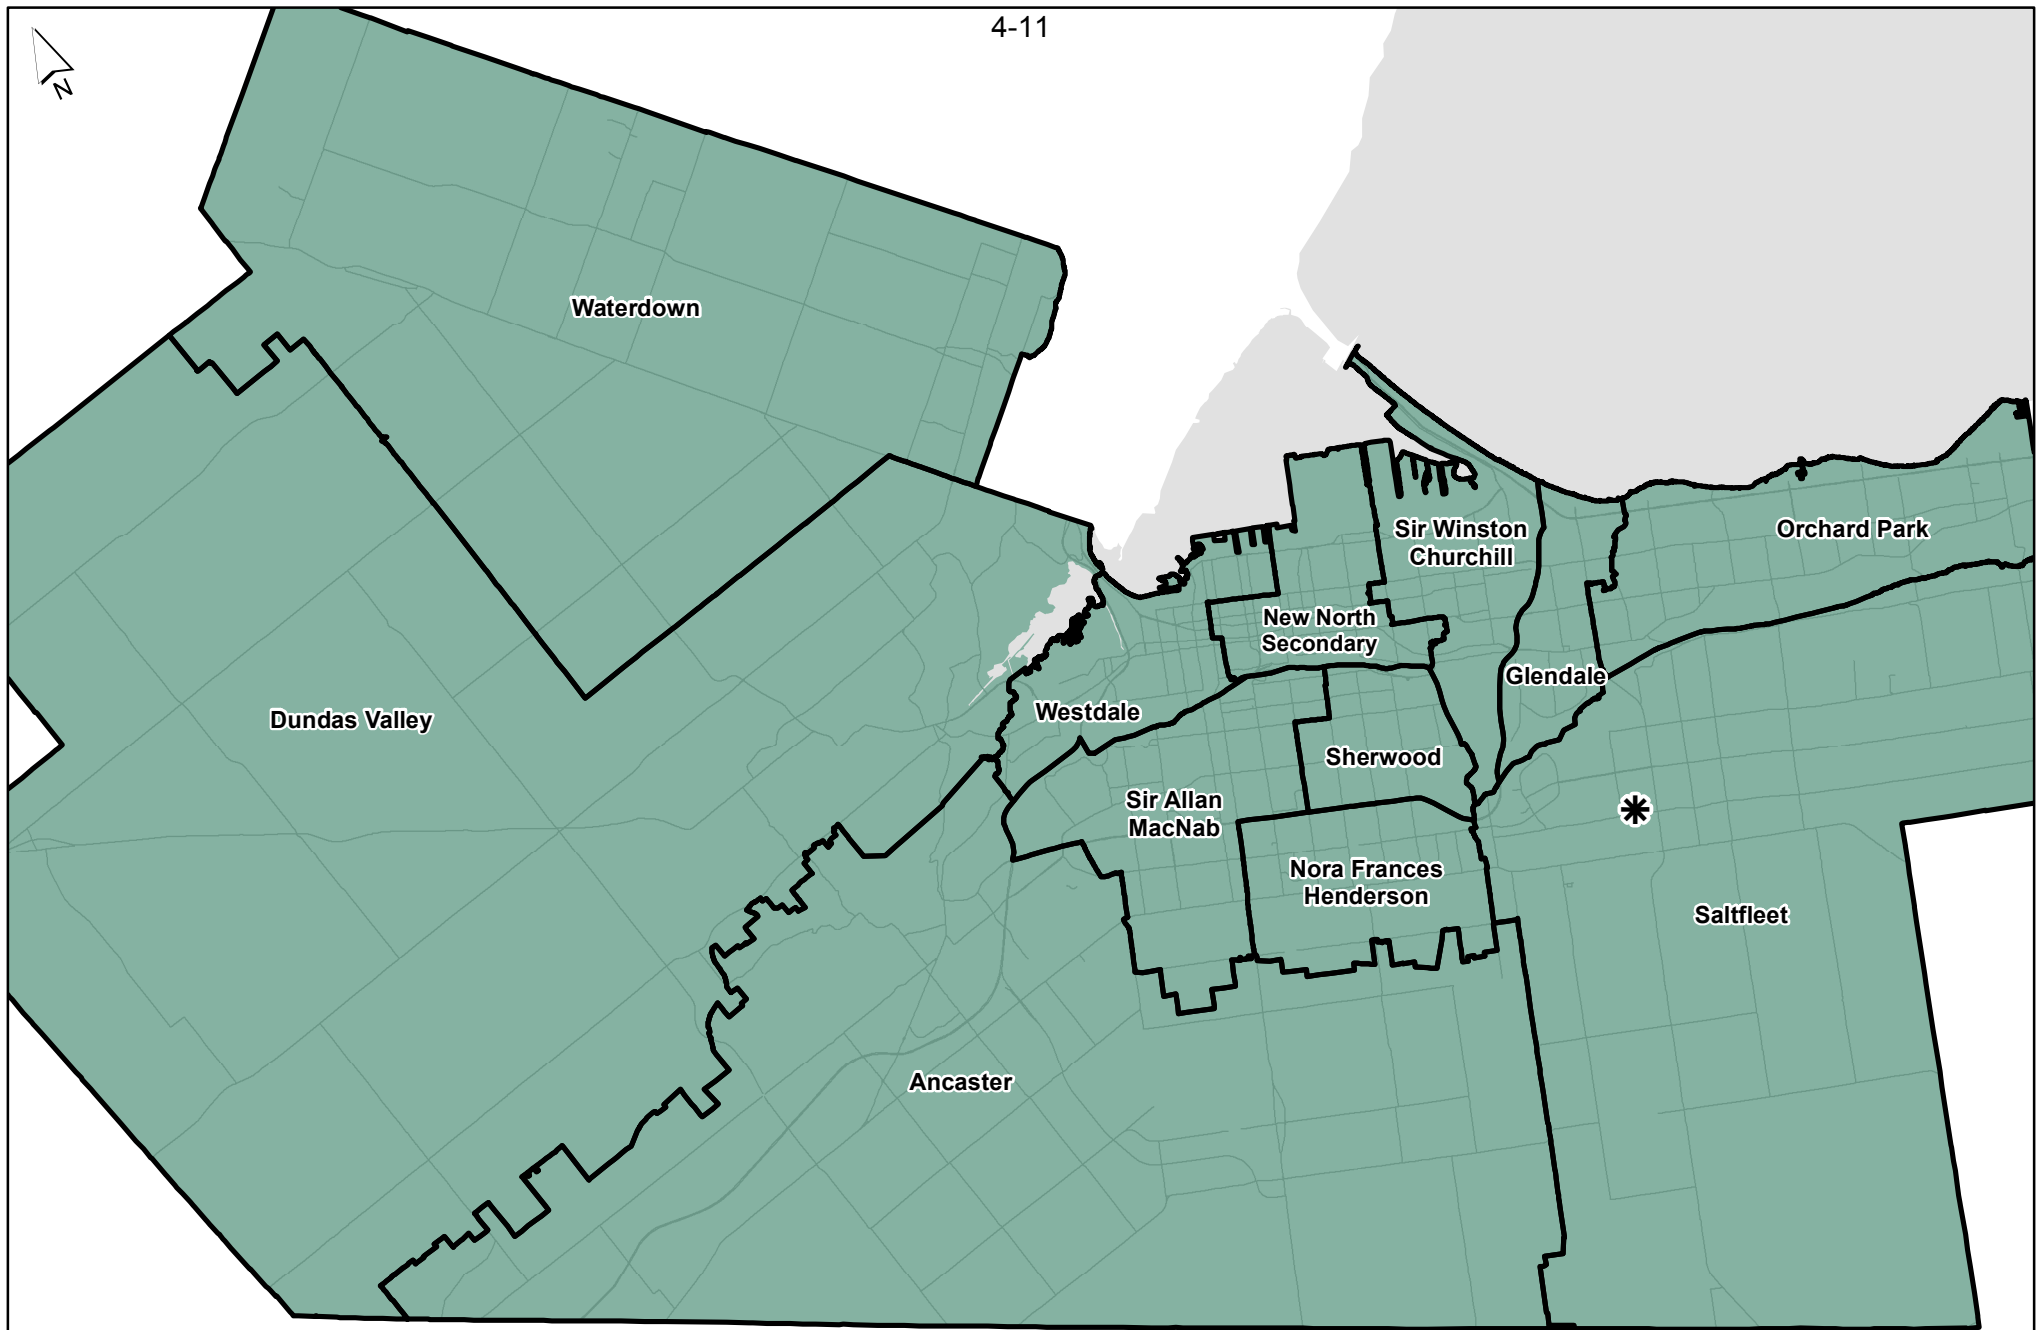 4-11
N
Waterdown
Sir Winston
Churchill
Orchard Park
New North
Secondary
Glendale
Westdale
Dundas Valley
Sherwood
Sir Allan
MacNab
Nora Frances
Henderson
Saltfleet
Ancaster